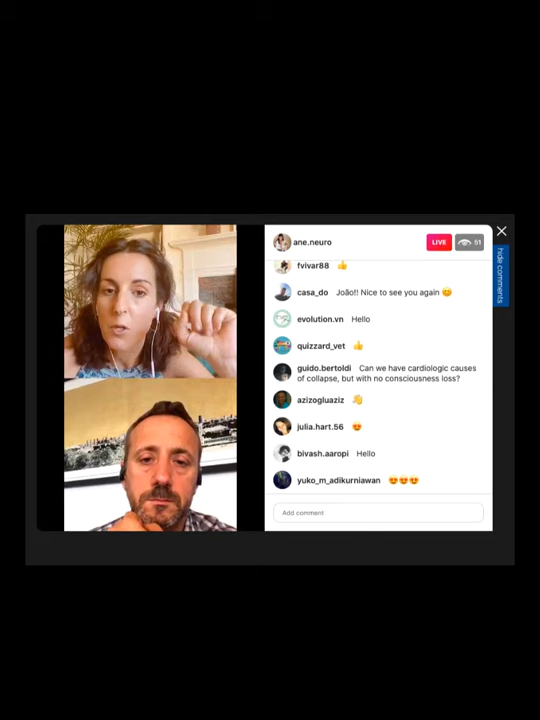 ane.neuro
LIVE
51
hide comments
fvivar88 👍
casa_do João!! Nice to see you again 😊
evolution.vn Hello
quizzard_vet 👍
guido.bertoldi Can we have cardiologic causes
of collapse, but with no consciousness loss?
azizogluaziz 👋
julia.hart.56 😍
bivash.aaropi Hello
yuko_m_adikurniawan 😍😍😍
Add comment